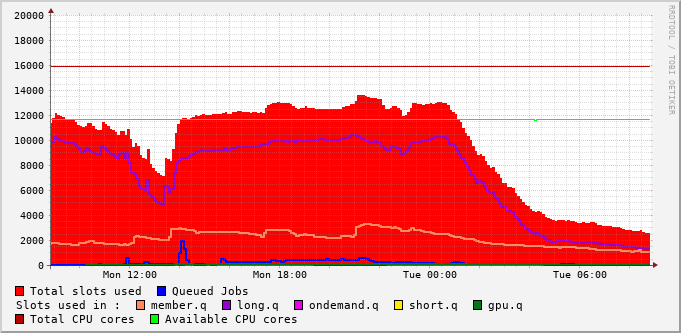 RRDTOOL / TOBI OETIKER
20000
18000
16000
14000
12000
10000
8000
6000
4000
2000
0
Mon 12:00 Mon 18:00 Tue 00:00 Tue 06:00
Total slots used Queued Jobs
Slots used in : member.q long.q ondemand.q short.q gpu.q
Total CPU cores Available CPU cores